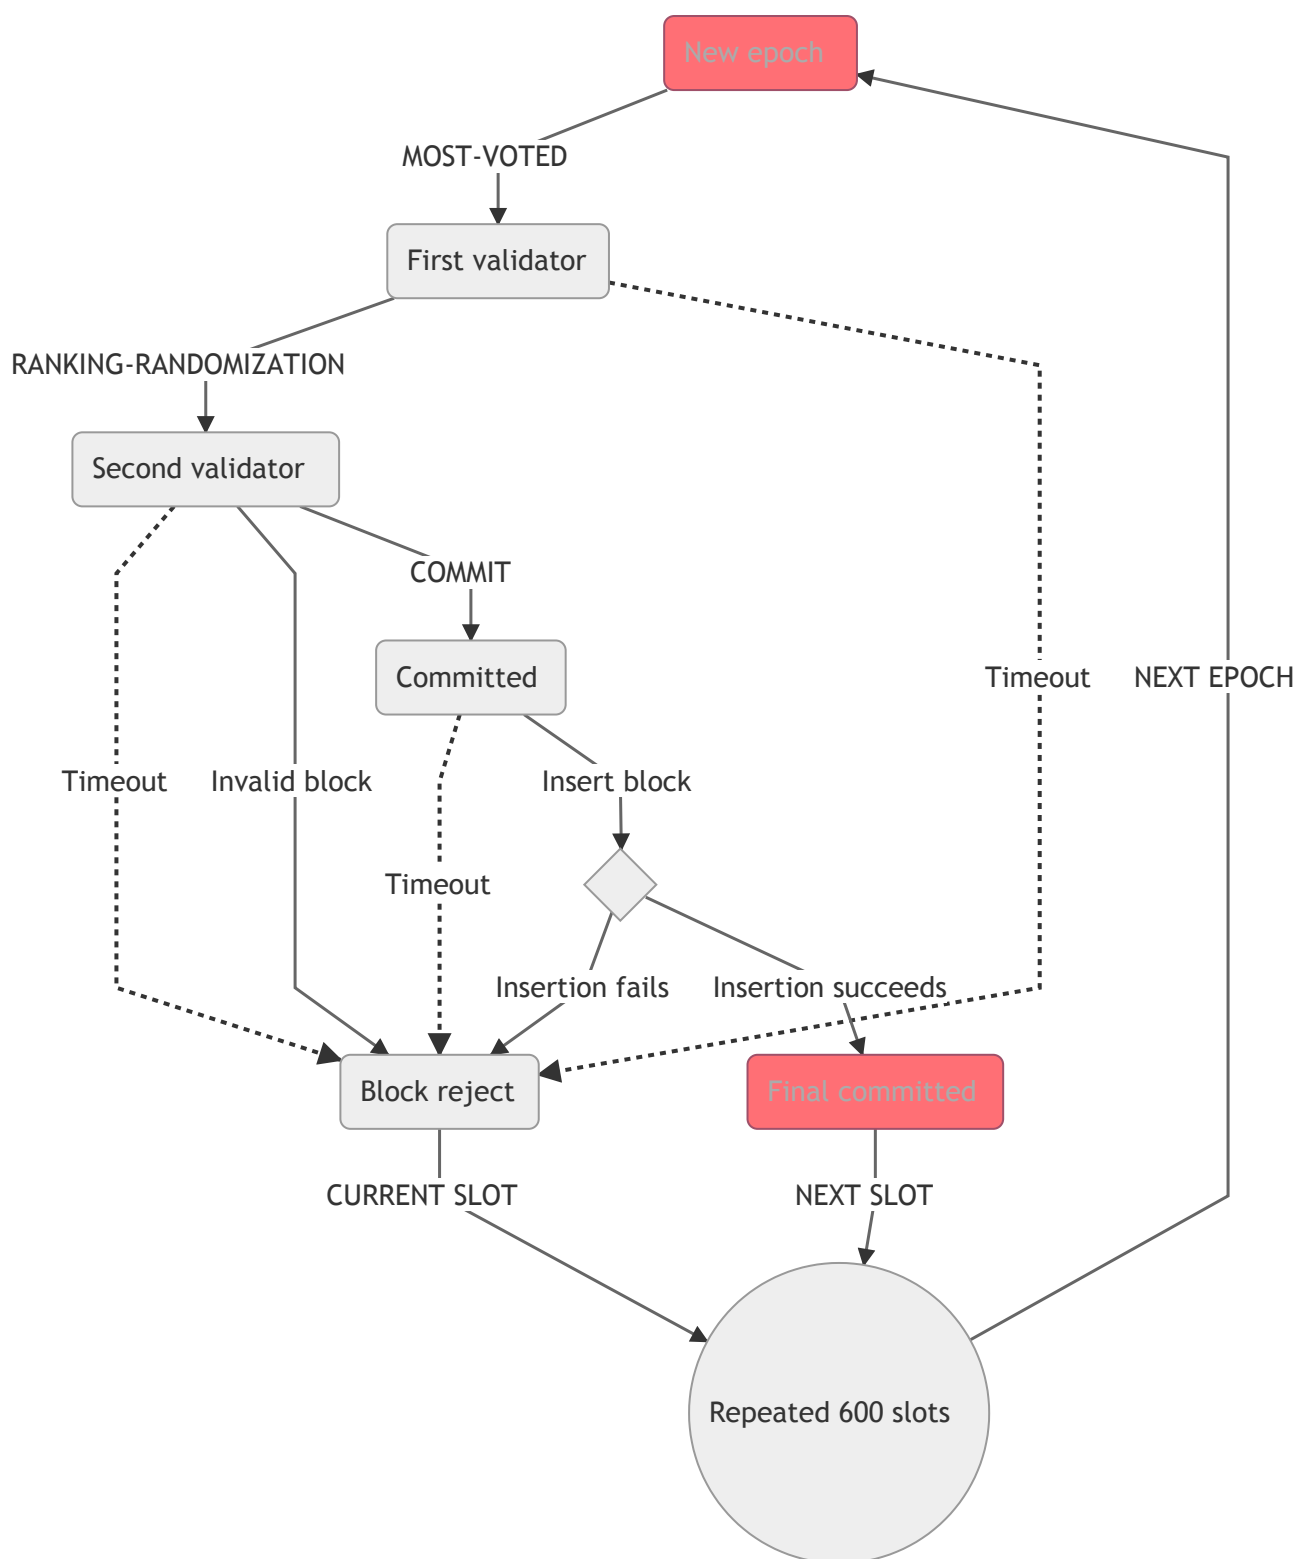 New epoch
MOST-VOTED
First validator
RANKING-RANDOMIZATION
Second validator
COMMIT
Committed
Timeout
NEXT EPOCH
Timeout
Invalid block
Insert block
Timeout
Insertion fails
Insertion succeeds
Block reject
Final committed
CURRENT SLOT
NEXT SLOT
Repeated 600 slots